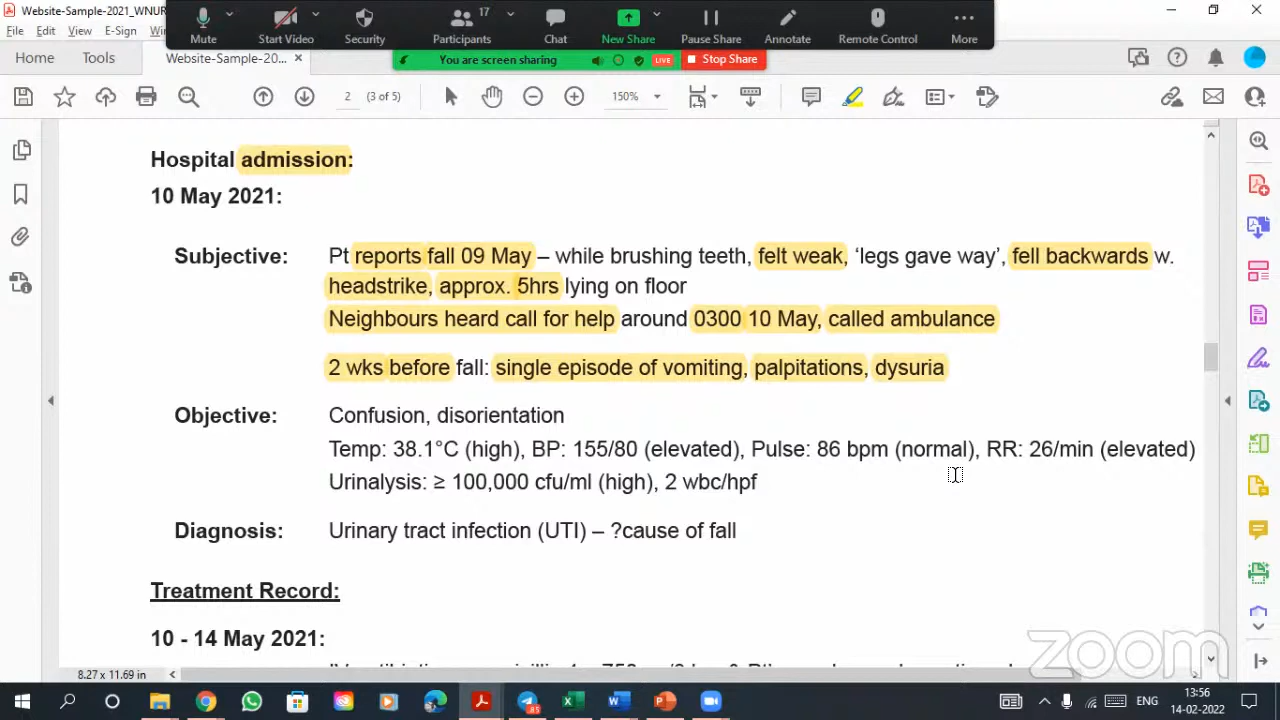 Website-Sample-2021_WNUR
File Edit View E-Sign Win
17
Mute Start Video Security Participants Chat New Share Pause Share Annotate Remote Control More
You are screen sharing LIVE Stop Share
Home Tools Website-Sample-20...
2 (3 of 5) 150%
Hospital admission:
10 May 2021:
Subjective: Pt reports fall 09 May – while brushing teeth, felt weak, ‘legs gave way’, fell backwards w.
headstrike, approx. 5hrs lying on floor
Neighbours heard call for help around 0300 10 May, called ambulance
2 wks before fall: single episode of vomiting, palpitations, dysuria
Objective: Confusion, disorientation
Temp: 38.1°C (high), BP: 155/80 (elevated), Pulse: 86 bpm (normal), RR: 26/min (elevated)
Urinalysis: ≥ 100,000 cfu/ml (high), 2 wbc/hpf
Diagnosis: Urinary tract infection (UTI) – ?cause of fall
Treatment Record:
10 - 14 May 2021:
zoom
8.27 x 11.69 in
85
ENG
13:56
14-02-2022